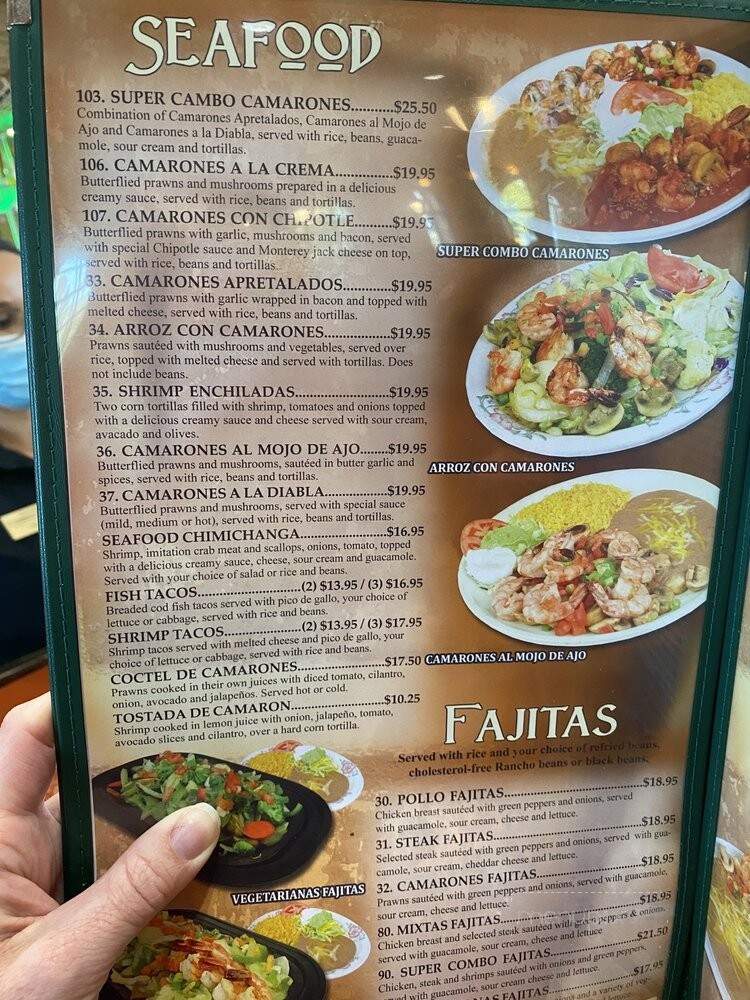 SEAFOOD
103. SUPER CAMBO CAMARONES...........$25.50
Combination of Camarones Apretalados, Camarones al Mojo de
Ajo and Camarones a la Diabla, served with rice, beans, guaca-
mole, sour cream and tortillas.
106. CAMARONES A LA CREMA..............$19.95
Butterflied prawns and mushrooms prepared in a delicious
creamy sauce, served with rice, beans and tortillas.
107. CAMARONES CON CHIPOTLE.........$19.95
Butterflied prawns with garlic, mushrooms and bacon, served
with special Chipotle sauce and Monterey jack cheese on top,
served with rice, beans and tortillas.
33. CAMARONES APRETALADOS...........$19.95
Butterflied prawns with garlic wrapped in bacon and topped with
melted cheese, served with rice, beans and tortillas.
34. ARROZ CON CAMARONES...............$19.95
Prawns sautéed with mushrooms and vegetables, served over
rice, topped with melted cheese and served with tortillas. Does
not include beans.
35. SHRIMP ENCHILADAS......................$19.95
Two corn tortillas filled with shrimp, tomatoes and onions topped
with a delicious creamy sauce and cheese served with sour cream,
avacado and olives.
36. CAMARONES AL MOJO DE AJO.......$19.95
Butterflied prawns and mushrooms, sautéed in butter garlic and
spices, served with rice, beans and tortillas.
37. CAMARONES A LA DIABLA...............$19.95
Butterflied prawns and mushrooms, served with special sauce
(mild, medium or hot), served with rice, beans and tortillas.
SEAFOOD CHIMICHANGA....................$16.95
Shrimp, imitation crab meat and scallops, onions, tomato, topped
with a delicious creamy sauce, cheese, sour cream and guacamole.
Served with your choice of salad or rice and beans.
FISH TACOS........................(2) $13.95 / (3) $16.95
Breaded cod fish tacos served with pico de gallo, your choice of
lettuce or cabbage, served with rice and beans.
SHRIMP TACOS..................(2) $13.95 / (3) $17.95
Shrimp tacos served with melted cheese and pico de gallo, your
choice of lettuce or cabbage, served with rice and beans.
COCTEL DE CAMARONES....................$17.50
Prawns cooked in their own juices with diced tomato, cilantro,
onion, avocado and jalapeños. Served hot or cold.
TOSTADA DE CAMARON.......................$10.25
Shrimp cooked in lemon juice with onion, jalapeño, tomato,
avocado slices and cilantro, over a hard corn tortilla.
SUPER COMBO CAMARONES
ARROZ CON CAMARONES
CAMARONES AL MOJO DE AJO
VEGETARIANAS FAJITAS
FAJITAS
Served with rice and your choice of refried beans,
cholesterol-free Rancho beans or black beans.
30. POLLO FAJITAS............................$18.95
Chicken breast sautéed with green peppers and onions, served
with guacamole, sour cream, cheese and lettuce.
31. STEAK FAJITAS............................$18.95
Selected steak sautéed with green peppers and onions, served with gua-
camole, sour cream, cheddar cheese and lettuce.
32. CAMARONES FAJITAS.....................$18.95
Prawns sautéed with green peppers and onions, served with guacamole,
sour cream, cheese and lettuce.
80. MIXTAS FAJITAS...........................$18.95
Chicken breast and selected steak sautéed with green peppers & onions,
served with guacamole, sour cream, cheese and lettuce
90. SUPER COMBO FAJITAS..................$21.50
Chicken, steak and shrimps sautéed with onions and green peppers,
served with guacamole, sour cream cheese and lettuce.
FAJITAS......................$17.95
and a variety of veg-